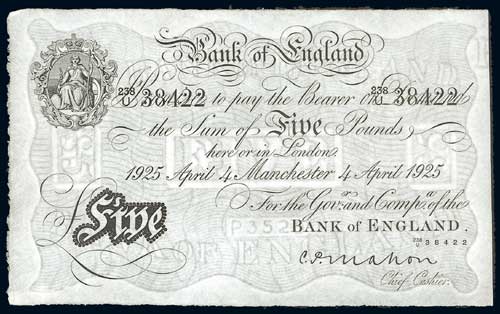 Bank of England
238/U 38422 to pay the Bearer on Demand 238/U 38422
the Sum of Five Pounds
here or in London
1925 April 4 Manchester 4 April 1925
For the Govr. and Compa. of the
Five
BANK OF ENGLAND.
238/U 38422
C.P. Mahon
Chief Cashier.